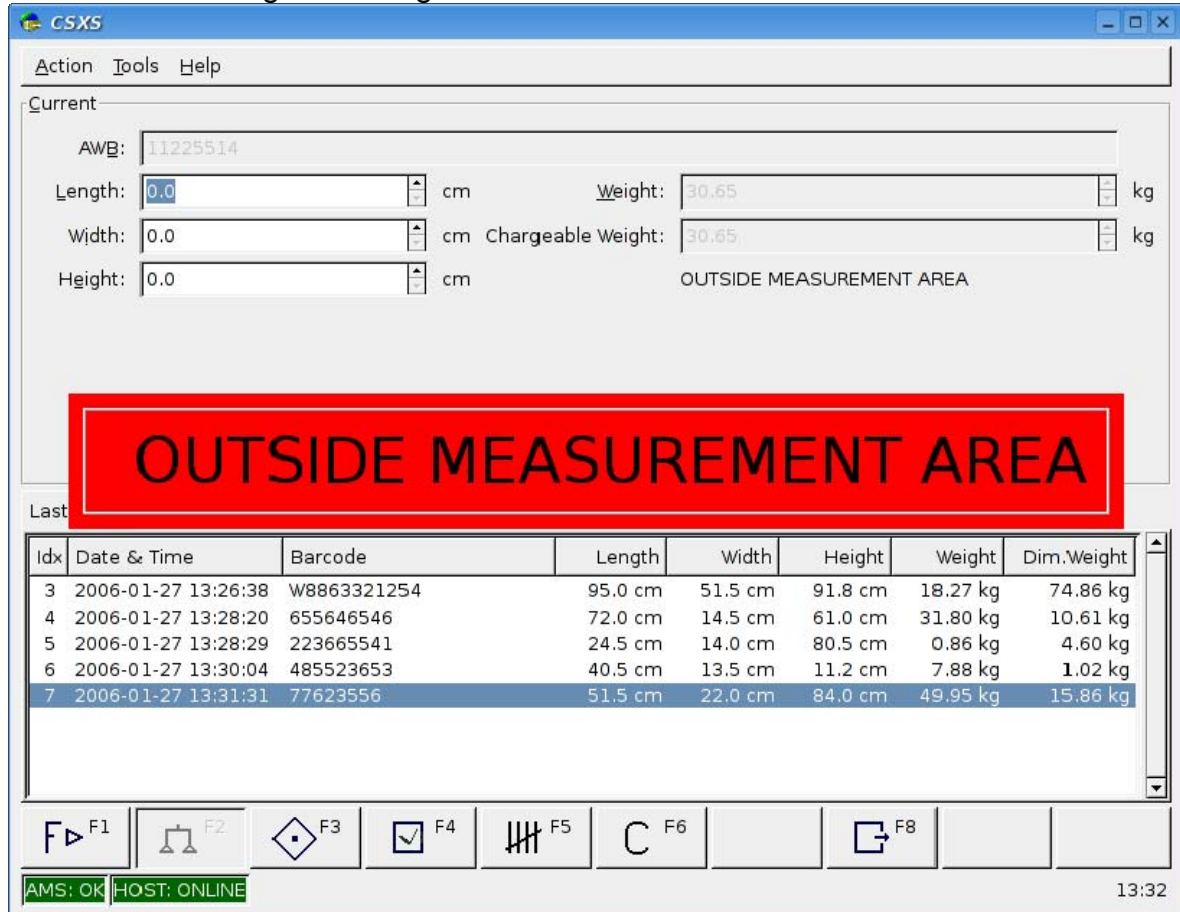 CSXS
Action Tools Help
Current
AWB: 11225514
Length: 0.0 cm Weight: 30.65 kg
Width: 0.0 cm Chargeable Weight: 30.65 kg
Height: 0.0 cm OUTSIDE MEASUREMENT AREA
OUTSIDE MEASUREMENT AREA
Last
Idx Date & Time Barcode Length Width Height Weight Dim.Weight
3 2006-01-27 13:26:38 W8863321254 95.0 cm 51.5 cm 91.8 cm 18.27 kg 74.86 kg
4 2006-01-27 13:28:20 655646546 72.0 cm 14.5 cm 61.0 cm 31.80 kg 10.61 kg
5 2006-01-27 13:28:29 223665541 24.5 cm 14.0 cm 80.5 cm 0.86 kg 4.60 kg
6 2006-01-27 13:30:04 485523653 40.5 cm 13.5 cm 11.2 cm 7.88 kg 1.02 kg
7 2006-01-27 13:31:31 77623556 51.5 cm 22.0 cm 84.0 cm 49.95 kg 15.86 kg
F F1 F2 F3 F4 F5 C F6 F8
AMS: OK HOST: ONLINE 13:32